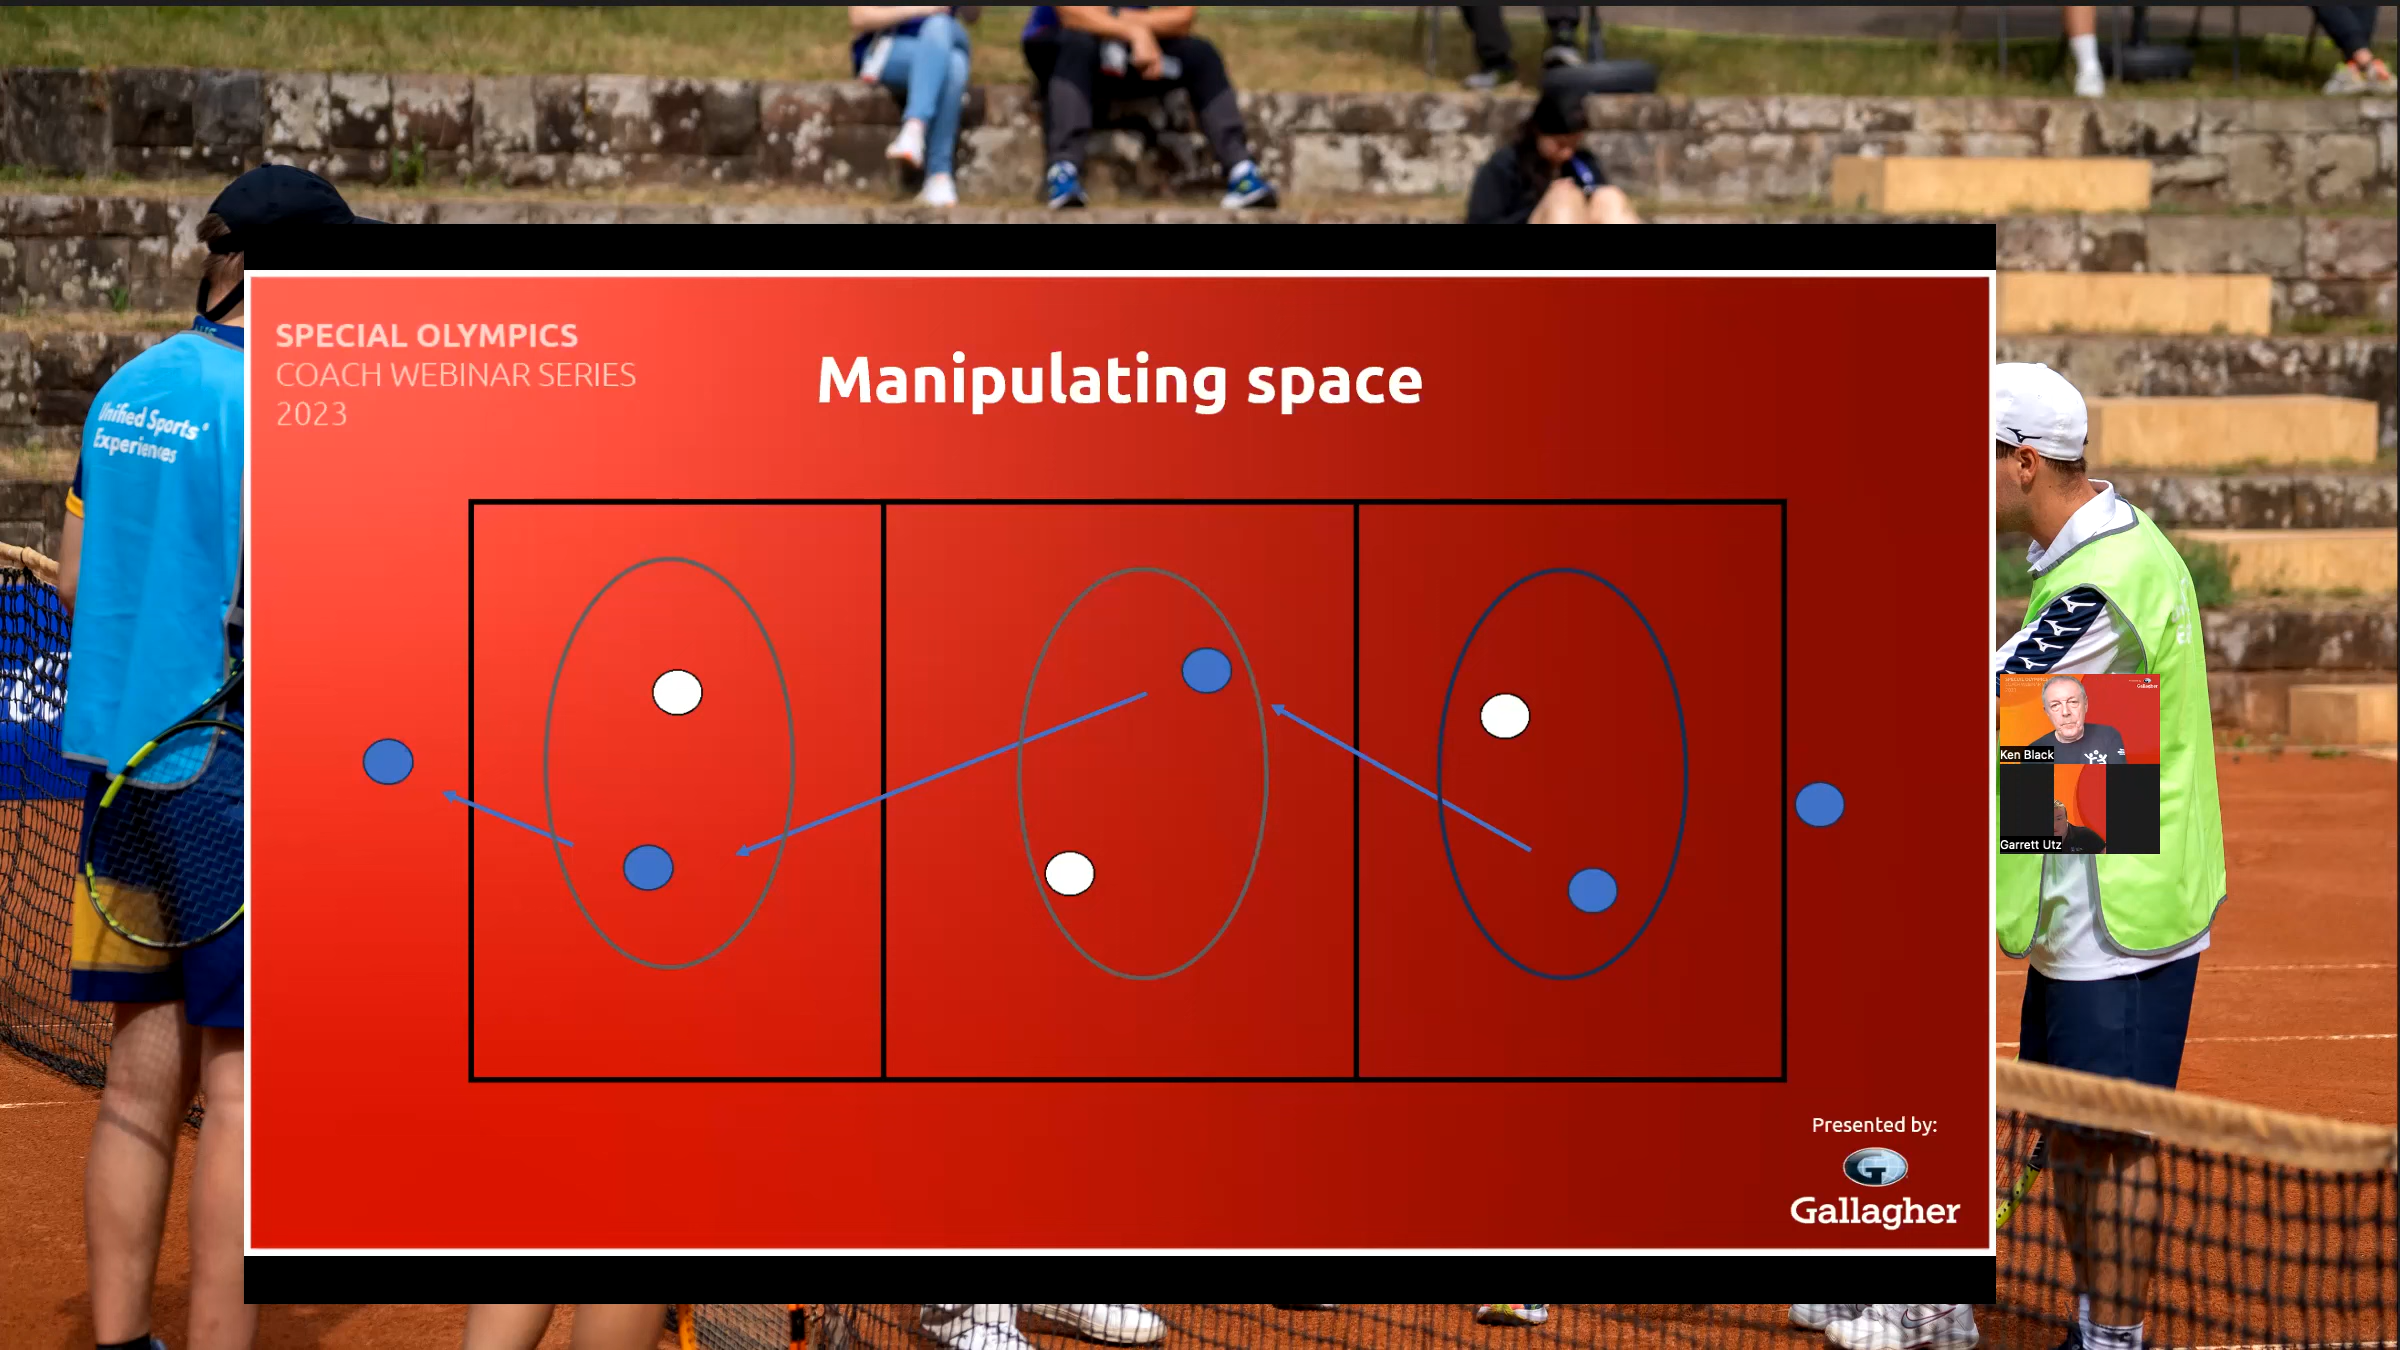 SPECIAL OLYMPICS
COACH WEBINAR SERIES
2023
Manipulating space
Unified Sports®
Experiences
Ken Black
Garrett Utz
Presented by:
G
Gallagher